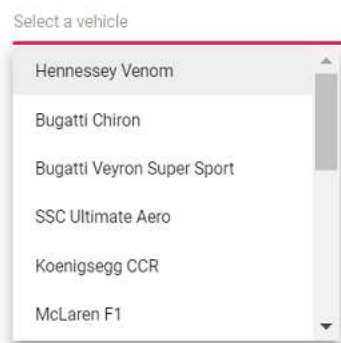 Select a vehicle
Hennessey Venom
Bugatti Chiron
Bugatti Veyron Super Sport
SSC Ultimate Aero
Koenigsegg CCR
McLaren F1